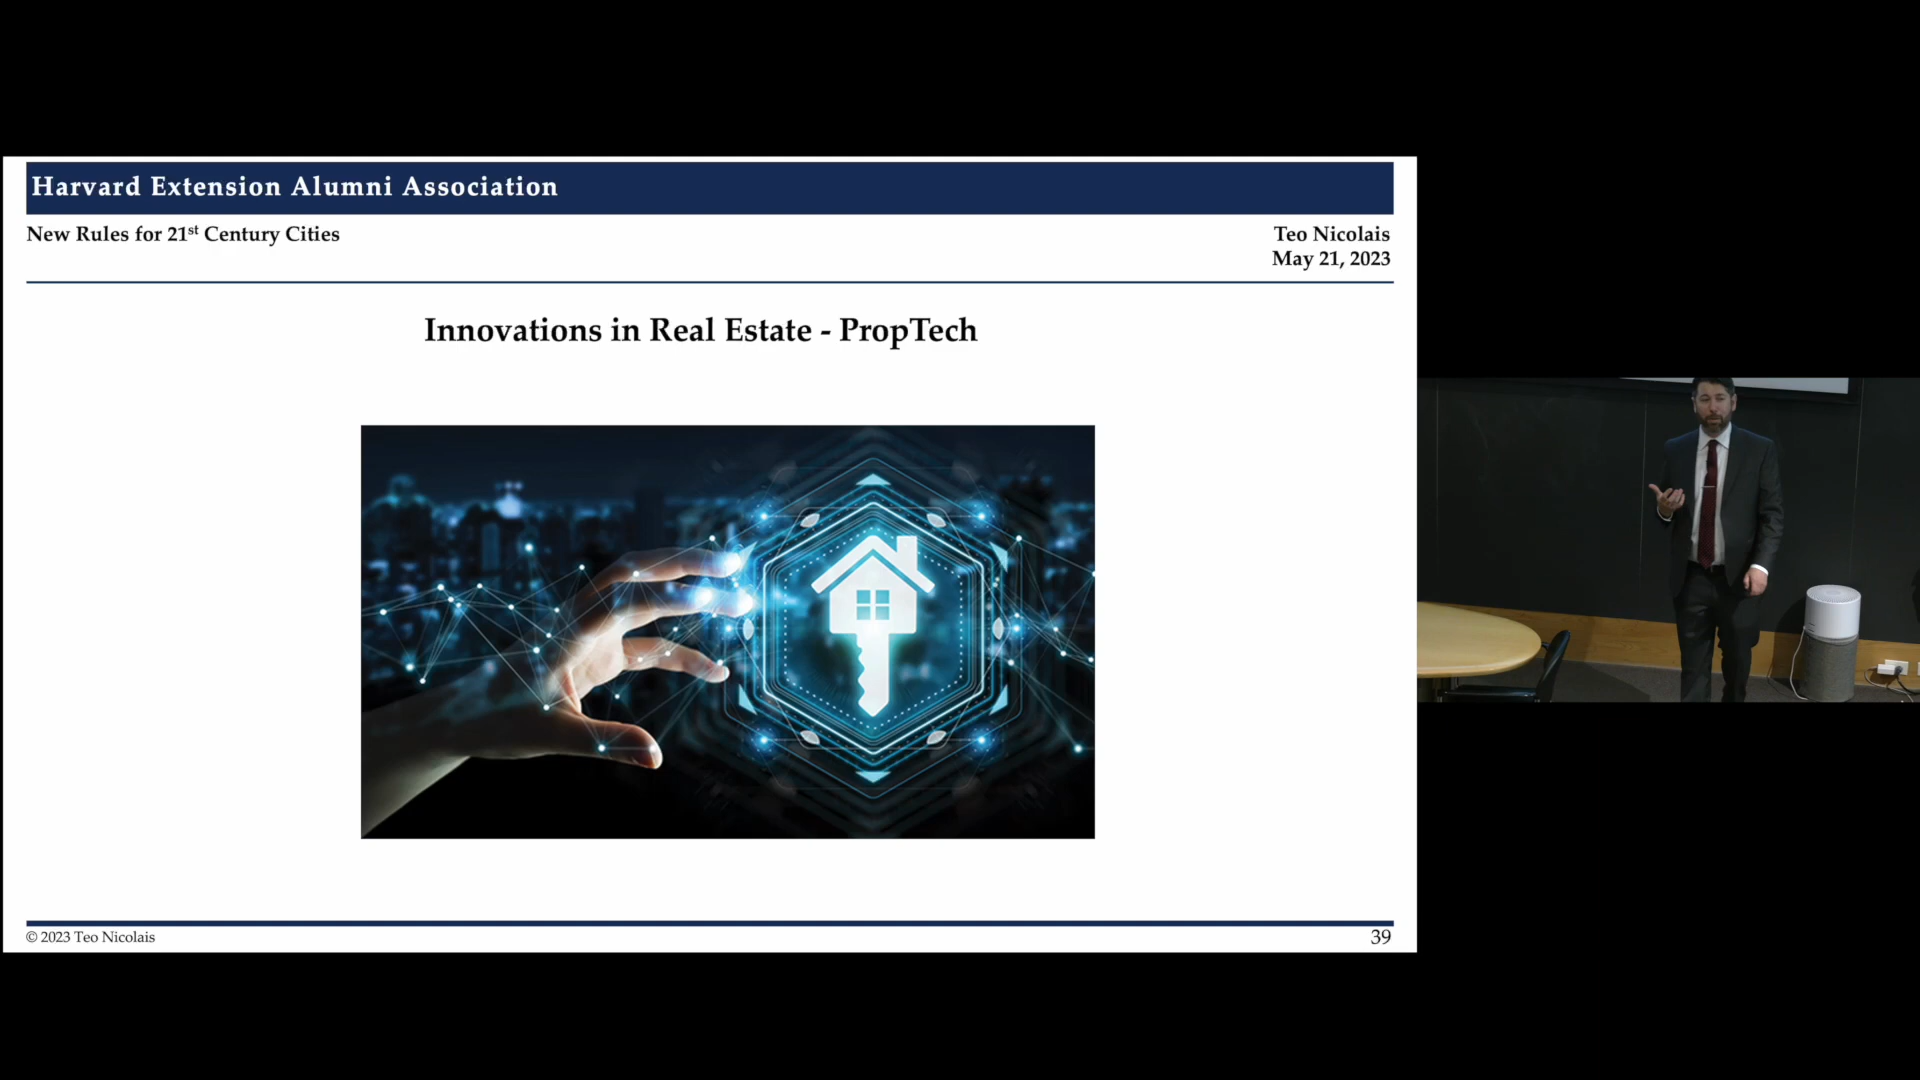 Harvard Extension Alumni Association
New Rules for 21st Century Cities
Teo Nicolais
May 21, 2023
Innovations in Real Estate - PropTech
© 2023 Teo Nicolais
39